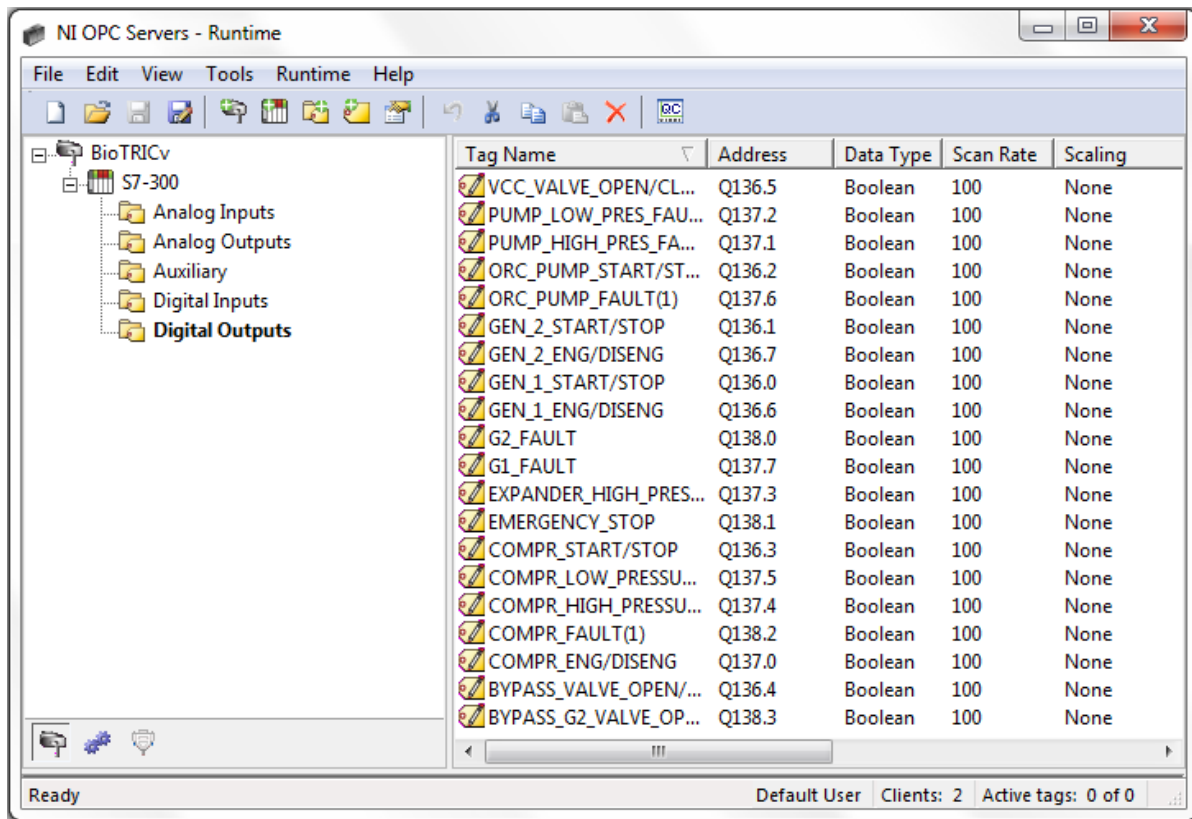 NI OPC Servers - Runtime
File Edit View Tools Runtime Help
BioTRICv
S7-300
Analog Inputs
Analog Outputs
Auxiliary
Digital Inputs
Digital Outputs
Tag Name Address Data Type Scan Rate Scaling
VCC_VALVE_OPEN/CL... Q136.5 Boolean 100 None
PUMP_LOW_PRES_FAU... Q137.2 Boolean 100 None
PUMP_HIGH_PRES_FA... Q137.1 Boolean 100 None
ORC_PUMP_START/ST... Q136.2 Boolean 100 None
ORC_PUMP_FAULT(1) Q137.6 Boolean 100 None
GEN_2_START/STOP Q136.1 Boolean 100 None
GEN_2_ENG/DISENG Q136.7 Boolean 100 None
GEN_1_START/STOP Q136.0 Boolean 100 None
GEN_1_ENG/DISENG Q136.6 Boolean 100 None
G2_FAULT Q138.0 Boolean 100 None
G1_FAULT Q137.7 Boolean 100 None
EXPANDER_HIGH_PRES... Q137.3 Boolean 100 None
EMERGENCY_STOP Q138.1 Boolean 100 None
COMPR_START/STOP Q136.3 Boolean 100 None
COMPR_LOW_PRESSU... Q137.5 Boolean 100 None
COMPR_HIGH_PRESSU... Q137.4 Boolean 100 None
COMPR_FAULT(1) Q138.2 Boolean 100 None
COMPR_ENG/DISENG Q137.0 Boolean 100 None
BYPASS_VALVE_OPEN/... Q136.4 Boolean 100 None
BYPASS_G2_VALVE_OP... Q138.3 Boolean 100 None
Ready Default User Clients: 2 Active tags: 0 of 0